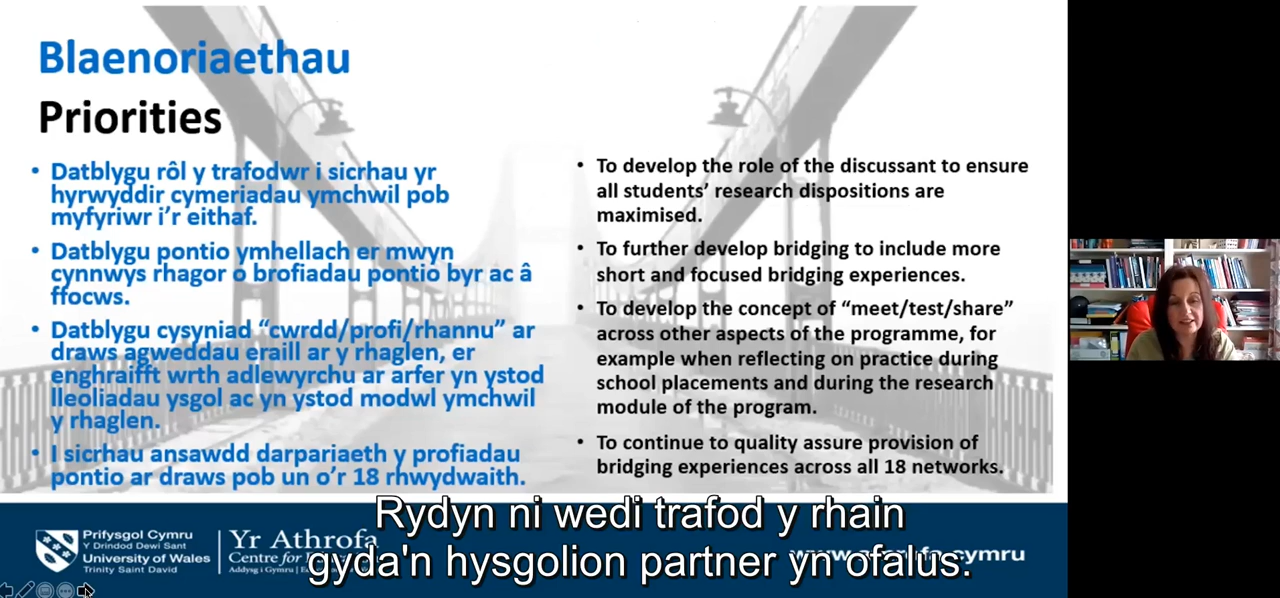 Blaenoriaethau
Priorities
• Datblygu rôl y trafodwr i sicrhau yr
hyrwyddir cymeriadau ymchwil pob
myfyriwr i'r eithaf.
• Datblygu pontio ymhellach er mwyn
cynnwys rhagor o brofiadau pontio byr ac â
ffocws.
• Datblygu cysyniad “cwrdd/profi/rhannu” ar
draws agweddau eraill ar y rhaglen, er
enghraifft wrth adlewyrchu ar arfer yn ystod
lleoliadau ysgol ac yn ystod modwl ymchwil
y rhaglen.
• I sicrhau ansawdd darpariaeth y profiadau
pontio ar draws pob un o’r 18 rhwydwaith.
• To develop the role of the discussant to ensure
all students’ research dispositions are
maximised.
• To further develop bridging to include more
short and focused bridging experiences.
• To develop the concept of “meet/test/share”
across other aspects of the programme, for
example when reflecting on practice during
school placements and during the research
module of the program.
• To continue to quality assure provision of
bridging experiences across all 18 networks.
Rydyn ni wedi trafod y rhain
gyda'n hysgolion partner yn ofalus.
Prifysgol Cymru
Y Drindod Dewi Sant
University of Wales
Trinity Saint David
Yr Athrofa
Centre for
Addysg i Gymru